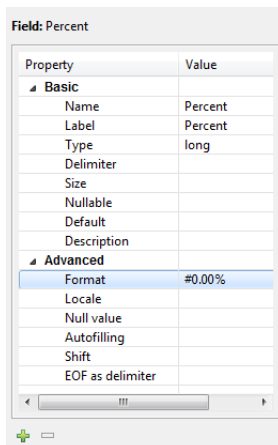 Field: Percent
Property Value
Basic
Name Percent
Label Percent
Type long
Delimiter
Size
Nullable
Default
Description
Advanced
Format #0.00%
Locale
Null value
Autofilling
Shift
EOF as delimiter